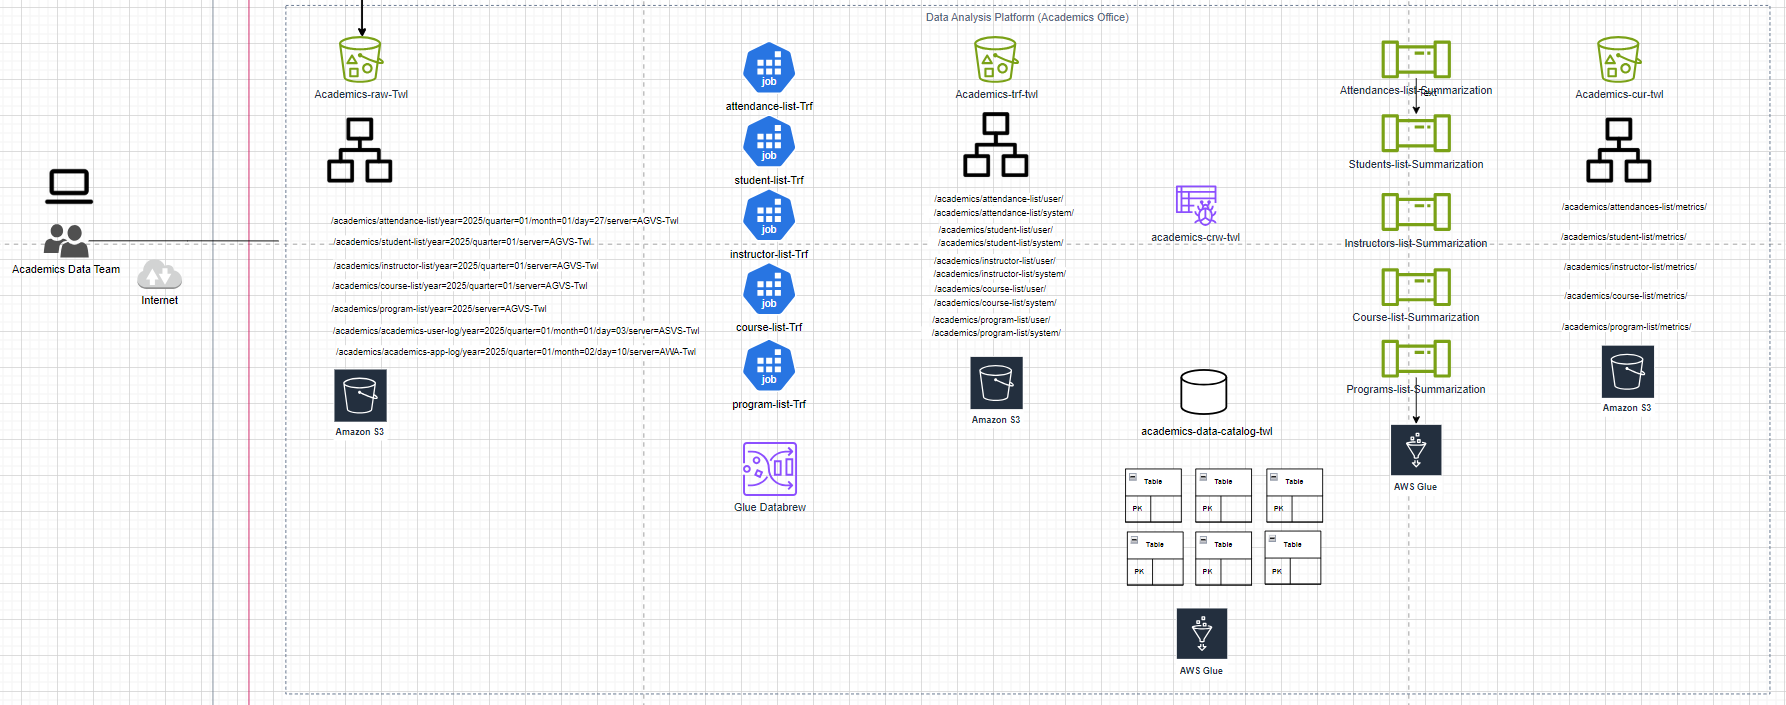 Data Analysis Platform (Academics Office)
Academics-raw-Twl
/academics/attendance-list/year=2025/quarter=01/month=01/day=27/server=AGVS-Twl
/academics/student-list/year=2025/quarter=01/server=AGVS-Twl
/academics/instructor-list/year=2025/quarter=01/server=AGVS-Twl
/academics/course-list/year=2025/quarter=01/server=AGVS-Twl
/academics/program-list/year=2025/server=AGVS-Twl
/academics/academics-user-log/year=2025/quarter=01/month=01/day=03/server=ASVS-Twl
/academics/academics-app-log/year=2025/quarter=01/month=02/day=10/server=AWA-Twl
Amazon S3
Academics Data Team
Internet
job
attendance-list-Trf
job
student-list-Trf
job
instructor-list-Trf
job
course-list-Trf
job
program-list-Trf
Glue Databrew
Academics-trf-twl
/academics/attendance-list/user/
/academics/attendance-list/system/
/academics/student-list/user/
/academics/student-list/system/
/academics/instructor-list/user/
/academics/instructor-list/system/
/academics/course-list/user/
/academics/course-list/system/
/academics/program-list/user/
/academics/program-list/system/
Amazon S3
academics-crw-twl
academics-data-catalog-twl
Table
PK
Table
PK
Table
PK
Table
PK
Table
PK
Table
PK
AWS Glue
Attendances-list-Summarization
Text
Students-list-Summarization
Instructors-list-Summarization
Course-list-Summarization
Programs-list-Summarization
AWS Glue
Academics-cur-twl
/academics/attendances-list/metrics/
/academics/student-list/metrics/
/academics/instructor-list/metrics/
/academics/course-list/metrics/
/academics/program-list/metrics/
Amazon S3